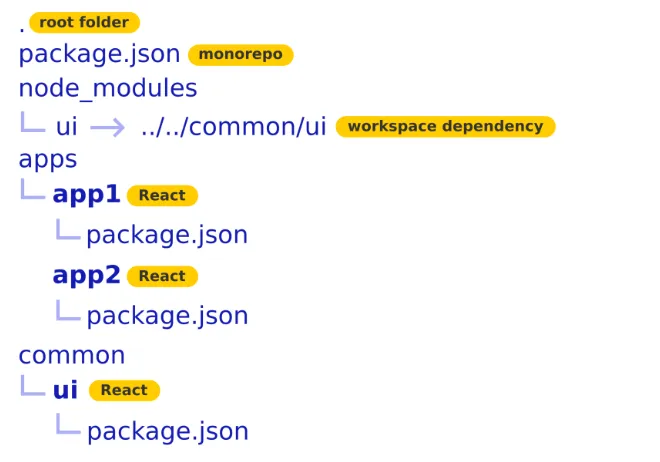 . root folder
package.json monorepo
node_modules
ui → ../../common/ui workspace dependency
apps
app1 React
package.json
app2 React
package.json
common
ui React
package.json